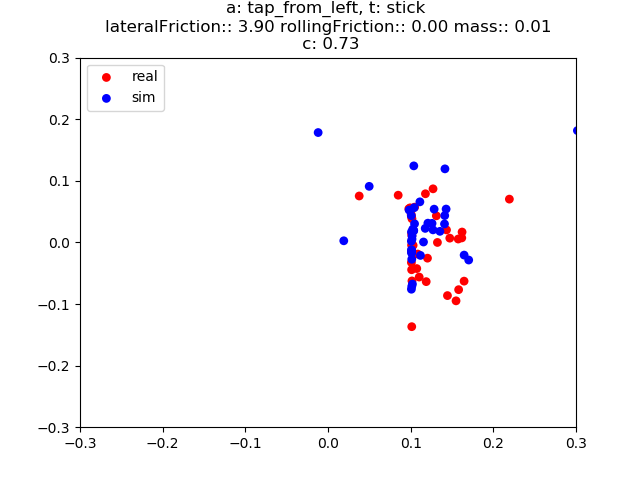 a: tap_from_left, t: stick
lateralFriction:: 3.90 rollingFriction:: 0.00 mass:: 0.01
c: 0.73
real
sim
0.3
0.2
0.1
0.0
−0.1
−0.2
−0.3
−0.3
−0.2
−0.1
0.0
0.1
0.2
0.3